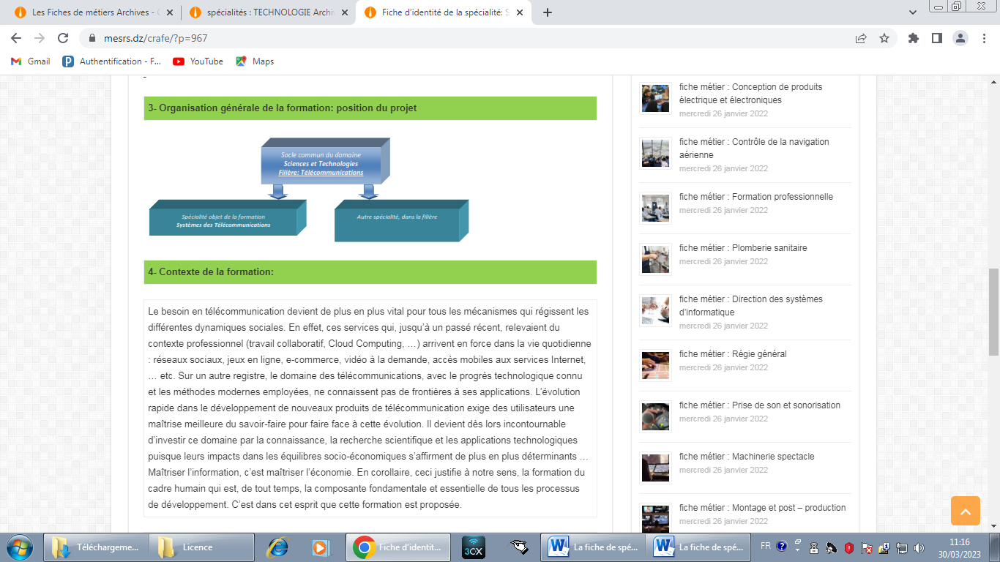 Les Fiches de métiers Archives - 
spécialités : TECHNOLOGIE Archiv
Fiche d'identité de la spécialité: S
mesrs.dz/crafe/?p=967
Gmail
Authentification - F...
YouTube
Maps
3- Organisation générale de la formation: position du projet
Socle commun du domaine
Sciences et Technologies
Filière: Télécommunications
Spécialité objet de la formation
Systèmes des Télécommunications
Autre spécialité, dans la filière
4- Contexte de la formation:
Le besoin en télécommunication devient de plus en plus vital pour tous les mécanismes qui régissent les
différentes dynamiques sociales. En effet, ces services qui, jusqu'à un passé récent, relevaient du
contexte professionnel (travail collaboratif, Cloud Computing, …) arrivent en force dans la vie quotidienne
: réseaux sociaux, jeux en ligne, e-commerce, vidéo à la demande, accès mobiles aux services Internet,
… etc. Sur un autre registre, le domaine des télécommunications, avec le progrès technologique connu
et les méthodes modernes employées, ne connaissent pas de frontières à ses applications. L'évolution
rapide dans le développement de nouveaux produits de télécommunication exige des utilisateurs une
maîtrise meilleure du savoir-faire pour faire face à cette évolution. Il devient dès lors incontournable
d'investir ce domaine par la connaissance, la recherche scientifique et les applications technologiques
puisque leurs impacts dans les équilibres socio-économiques s'affirment de plus en plus déterminants …
Maîtriser l'information, c'est maîtriser l'économie. En corollaire, ceci justifie à notre sens, la formation du
cadre humain qui est, de tout temps, la composante fondamentale et essentielle de tous les processus
de développement. C'est dans cet esprit que cette formation est proposée.
fiche métier : Conception de produits
électrique et électroniques
mercredi 26 janvier 2022
fiche métier : Contrôle de la navigation
aérienne
mercredi 26 janvier 2022
fiche métier : Formation professionnelle
mercredi 26 janvier 2022
fiche métier : Plomberie sanitaire
mercredi 26 janvier 2022
fiche métier : Direction des systèmes
d'informatique
mercredi 26 janvier 2022
fiche métier : Régie général
mercredi 26 janvier 2022
fiche métier : Prise de son et sonorisation
mercredi 26 janvier 2022
fiche métier : Machinerie spectacle
mercredi 26 janvier 2022
fiche métier : Montage et post – production
mercredi 26 janvier 2022
Téléchargeme...
Licence
Fiche d'identit...
3CX
La fiche de spé...
La fiche de spé...
FR
11:16
30/03/2023